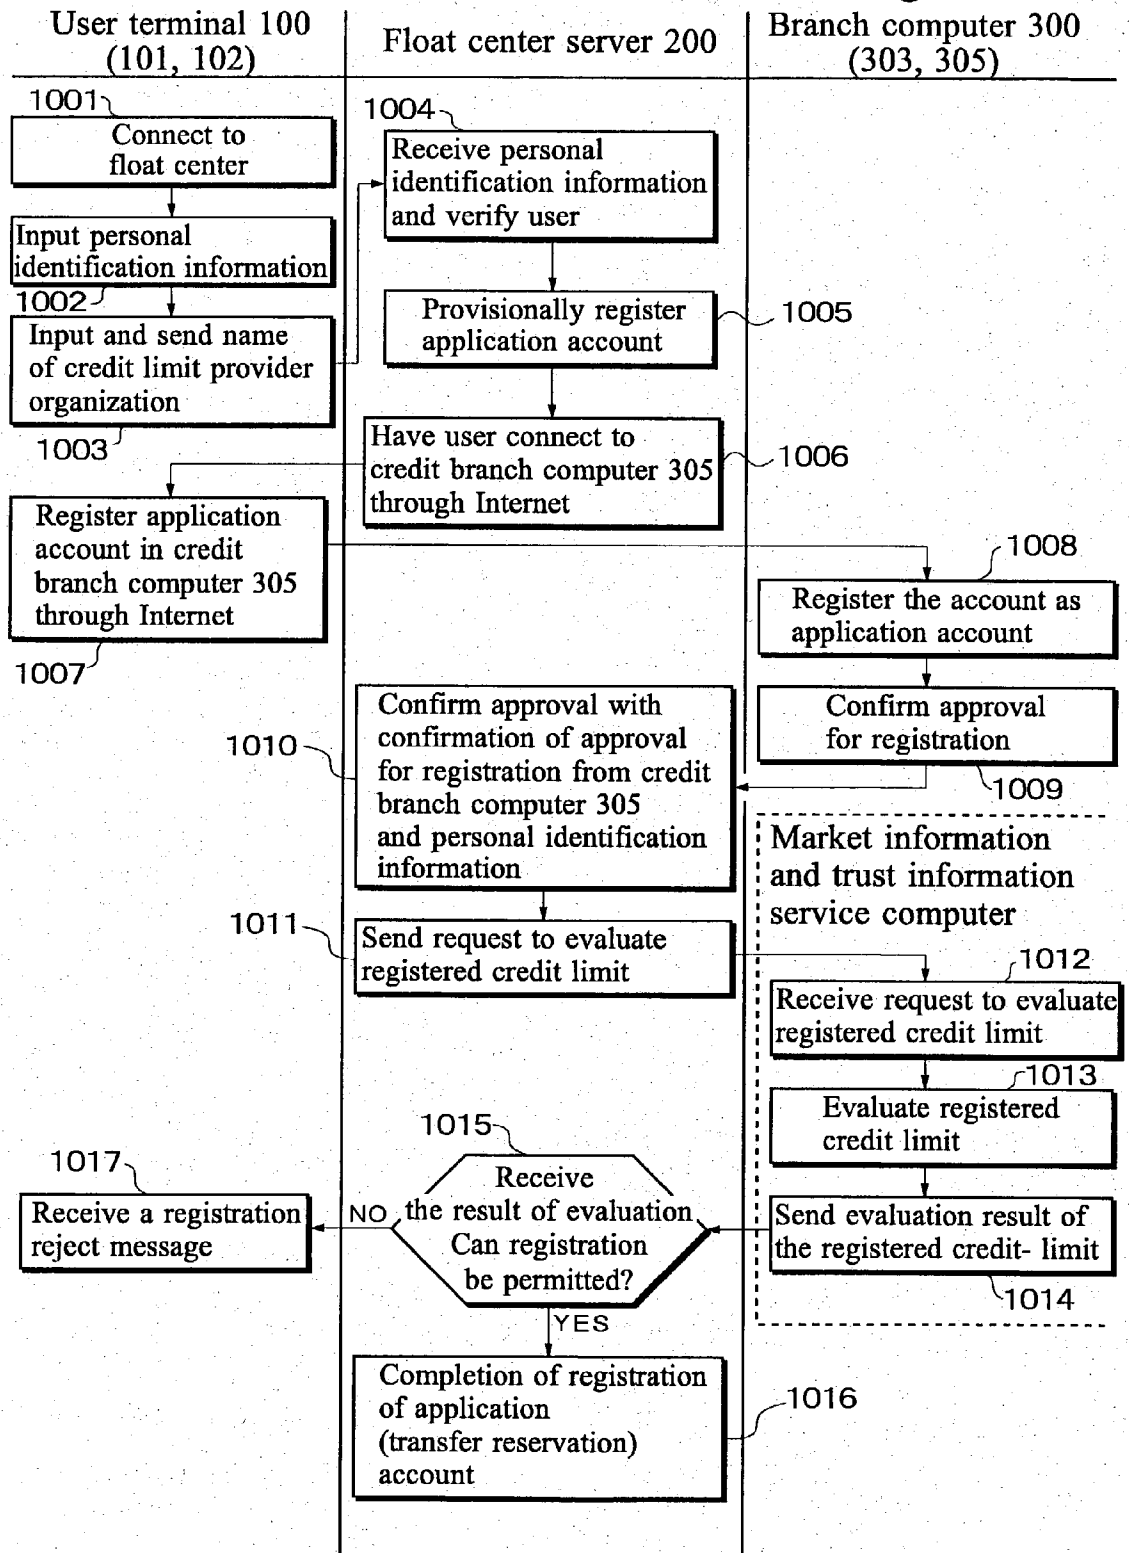 User terminal 100
(101, 102)
Float center server 200
Branch computer 300
(303, 305)
1001
Connect to
float center
Input personal
identification information
1002
Input and send name
of credit limit provider
organization
1003
1004
Receive personal
identification information
and verify user
Provisionally register
application account
1005
Have user connect to
credit branch computer 305
through Internet
1006
Register application
account in credit
branch computer 305
through Internet
1007
1008
Register the account as
application account
Confirm approval
for registration
1009
1010
Confirm approval with
confirmation of approval
for registration from credit
branch computer 305
and personal identification
information
1011
Send request to evaluate
registered credit limit
Market information
and trust information
service computer
1012
Receive request to evaluate
registered credit limit
1013
Evaluate registered
credit limit
Send evaluation result of
the registered credit- limit
1014
1015
Receive
the result of evaluation
Can registration
be permitted?
NO
YES
1017
Receive a registration
reject message
Completion of registration
of application
(transfer reservation)
account
1016